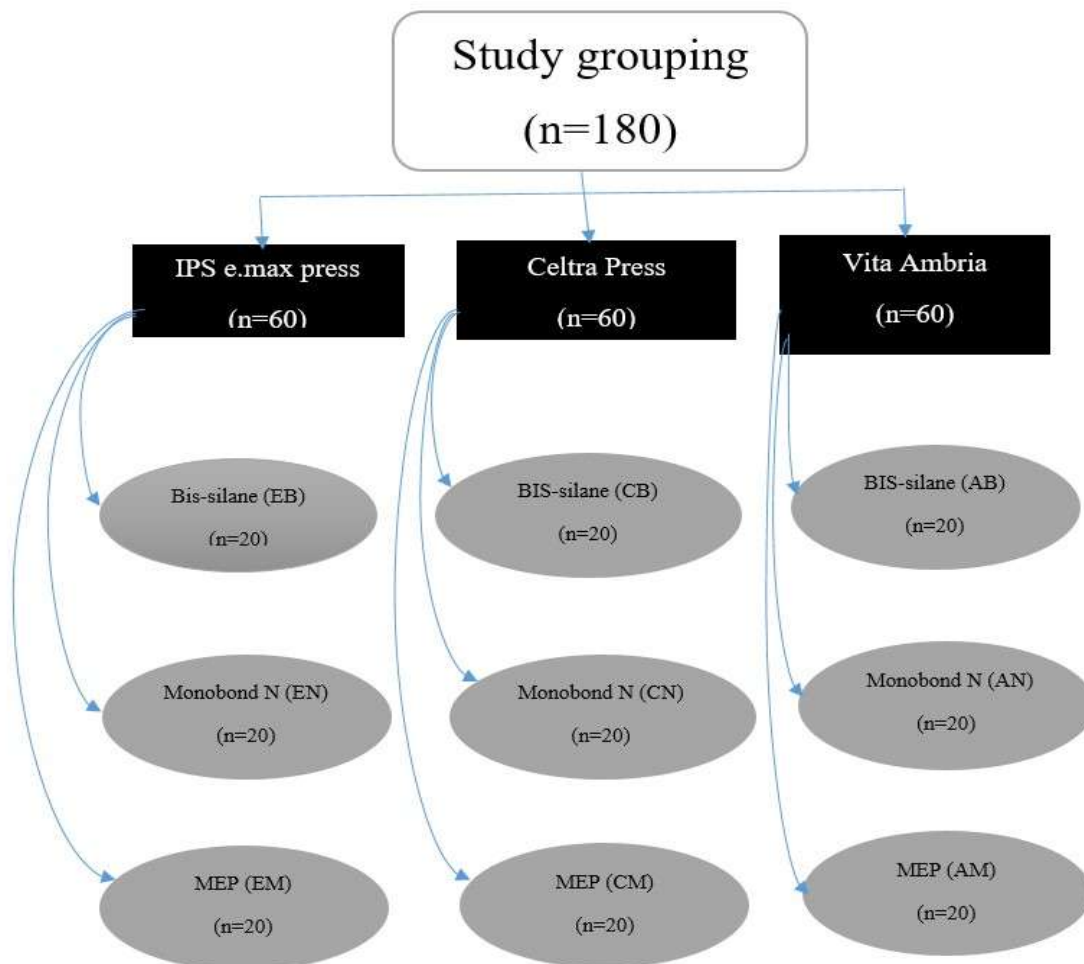 Study grouping
(n=180)
IPS e.max press
(n=60)
Celtra Press
(n=60)
Vita Ambria
(n=60)
Bis-silane (EB)
(n=20)
BIS-silane (CB)
(n=20)
BIS-silane (AB)
(n=20)
Monobond N (EN)
(n=20)
Monobond N (CN)
(n=20)
Monobond N (AN)
(n=20)
MEP (EM)
(n=20)
MEP (CM)
(n=20)
MEP (AM)
(n=20)